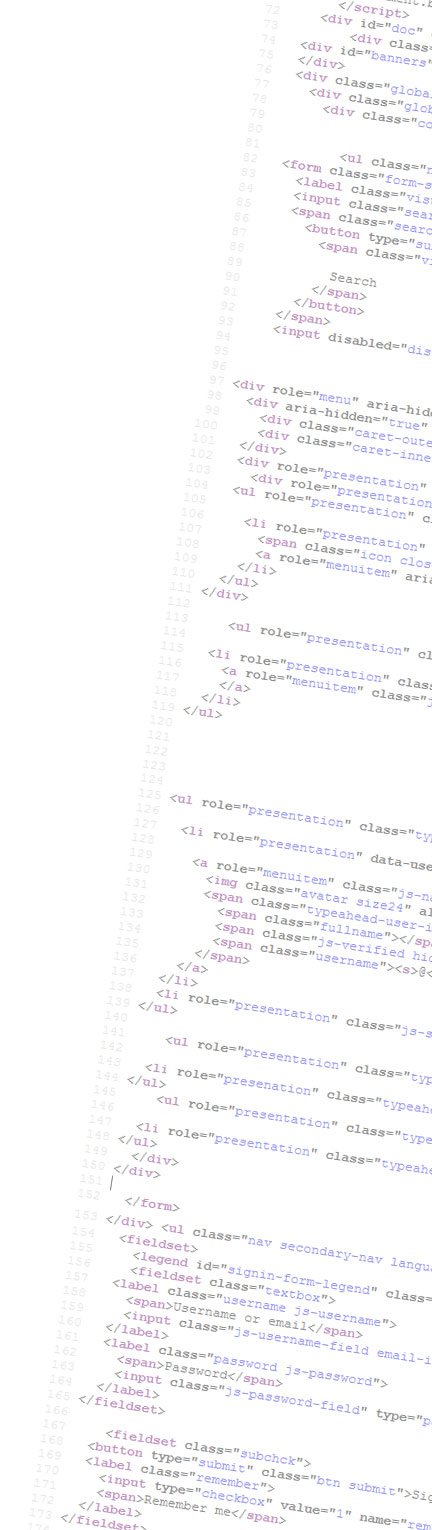 72 </script>
73 <div id="doc"
74 <div class=
75 <div id="banners"
76 </div>
77 <div class="global
78 <div class="glob
79 <div class="co
80
81
82 <ul class="n
83 <form class="form-s
84 <label class="vis
85 <input class="sear
86 <span class="searc
87 <button type="su
88 <span class="vi
89
90 Search
91 </span>
92 </button>
93 </span>
94 <input disabled="dis
95
96
97 <div role="menu" aria-hidd
98 <div aria-hidden="true"
99 <div class="caret-oute
100 <div class="caret-inne
101 </div>
102 <div role="presentation"
103 <div role="presentation
104 <ul role="presentation" cl
105
106 <li role="presentation"
107 <span class="icon clos
108 <a role="menuitem" aria
109 </li>
110 </ul>
111 </div>
112
113
114 <ul role="presentation" cl
115
116 <li role="presentation" clas
117 <a role="menuitem" class="j
118 </a>
119 </li>
120 </ul>
121
122
123
124
125 <ul role="presentation" class="typ
126
127 <li role="presentation" data-use
128
129 <a role="menuitem" class="js-na
130 <img class="avatar size24" al
131 <span class="typeahead-user-i
132 <span class="fullname"></spa
133 <span class="js-verified hid
134 <span class="username"><s>@<
135 </span>
136 </a>
137 </li>
138 <li role="presentation" class="js-s
139 </ul>
140
141 <ul role="presentation" class="typ
142
143 <li role="presenation" class="typeahe
144 </ul>
145 <ul role="presentation" class="type
146
147 <li role="presentation" class="typeahe
148 </ul>
149 </div>
150 </div>
151
152 </form>
153 </div> <ul class="nav secondary-nav langua
154 <fieldset>
155 <legend id="signin-form-legend" class=
156 <fieldset class="textbox">
157 <label class="username js-username">
158 <span>Username or email</span>
159 <input class="js-username-field email-i
160 </label>
161 <label class="password js-password">
162 <span>Password</span>
163 <input class="js-password-field" type="p
164 </label>
165 </fieldset>
166
167 <fieldset class="subchck">
168 <button type="submit" class="btn submit">Sig
169 <label class="remember">
170 <input type="checkbox" value="1" name="rem
171 <span>Remember me</span>
172 </label>
173 </fieldset>